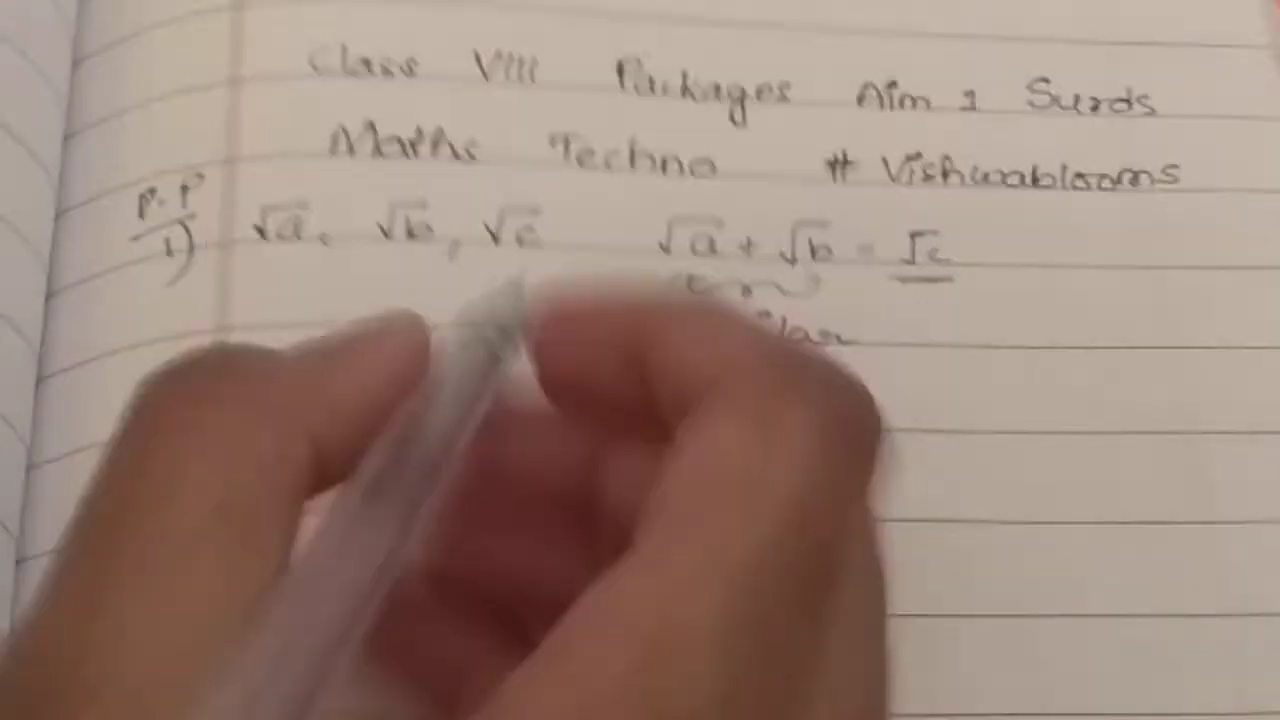 Class VIII Packages Aim 1 Surds
Maths Techno # Vishwablooms
P.P
1) √a, √b, √c √a + √b = √c